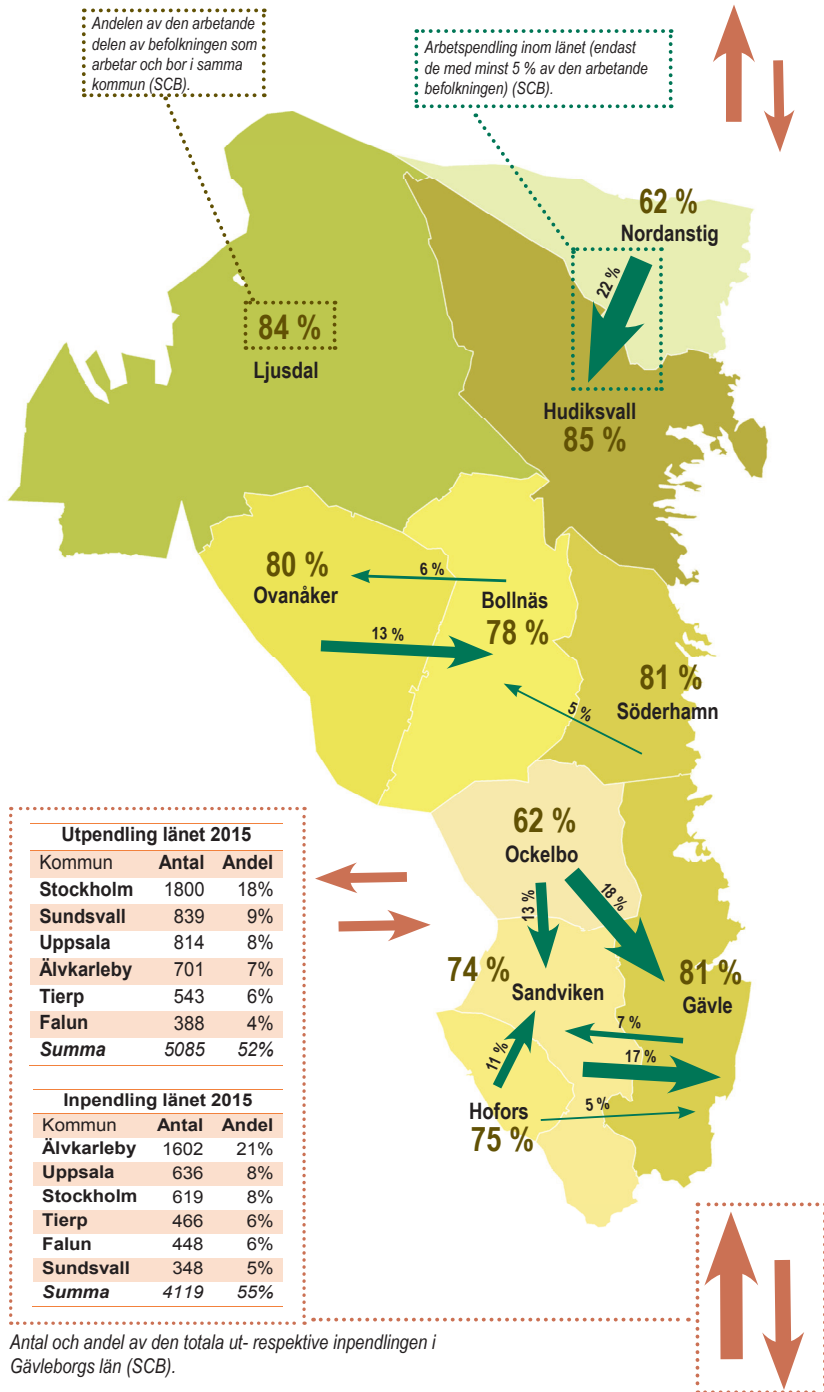 Andelen av den arbetande
delen av befolkningen som
arbetar och bor i samma
kommun (SCB).
Arbetspendling inom länet (endast
de med minst 5 % av den arbetande
befolkningen) (SCB).
62 %
Nordanstig
22 %
84 %
Ljusdal
Hudiksvall
85 %
80 %
Ovanåker
6 %
Bollnäs
78 %
13 %
81 %
Söderhamn
5 %
62 %
Ockelbo
13 %
18 %
74 %
Sandviken
81 %
Gävle
7 %
17 %
11 %
Hofors
75 %
5 %
Utpendling länet 2015
Kommun Antal Andel
Stockholm 1800 18%
Sundsvall 839 9%
Uppsala 814 8%
Älvkarleby 701 7%
Tierp 543 6%
Falun 388 4%
Summa 5085 52%
Inpendling länet 2015
Kommun Antal Andel
Älvkarleby 1602 21%
Uppsala 636 8%
Stockholm 619 8%
Tierp 466 6%
Falun 448 6%
Sundsvall 348 5%
Summa 4119 55%
Antal och andel av den totala ut- respektive inpendlingen i
Gävleborgs län (SCB).